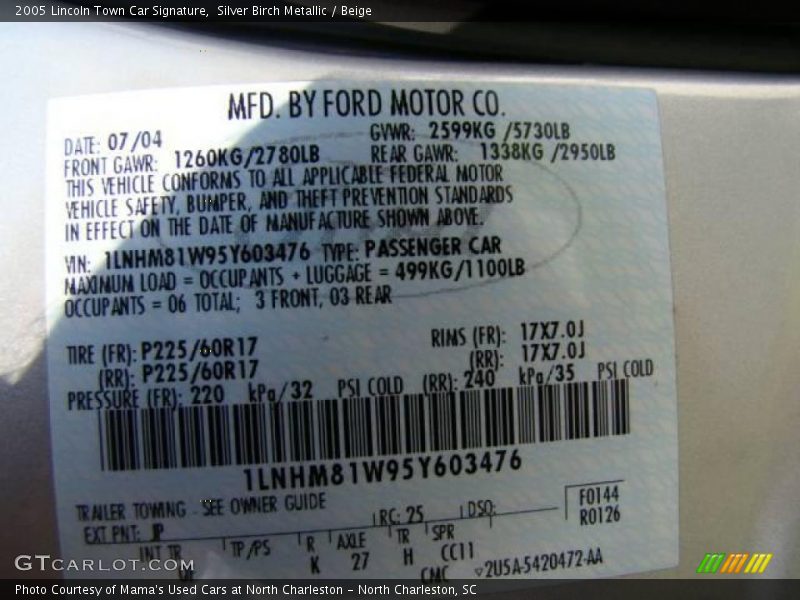 2005 Lincoln Town Car Signature, Silver Birch Metallic / Beige
MFD. BY FORD MOTOR CO.
DATE: 07/04 GVWR: 2599KG /5730LB
FRONT GAWR: 1260KG/2780LB REAR GAWR: 1338KG /2950LB
THIS VEHICLE CONFORMS TO ALL APPLICABLE FEDERAL MOTOR
VEHICLE SAFETY, BUMPER, AND THEFT PREVENTION STANDARDS
IN EFFECT ON THE DATE OF MANUFACTURE SHOWN ABOVE.
VIN: 1LNHM81W95Y603476 TYPE: PASSENGER CAR
MAXIMUM LOAD = OCCUPANTS + LUGGAGE = 499KG/1100LB
OCCUPANTS = 06 TOTAL; 3 FRONT, 03 REAR
TIRE (FR): P225/60R17 RIMS (FR): 17X7.0J
(RR): P225/60R17 (RR): 17X7.0J
PRESSURE (FR): 220 kPa/32 PSI COLD (RR): 240 kPa/35 PSI COLD
1LNHM81W95Y603476
TRAILER TOWING - SEE OWNER GUIDE
EXT PNT: JP RC: 25 DSO: F0144
R0126
INT TR TP/PS R AXLE TR SPR
K 27 H CC11
CMC 2U5A-5420472-AA
GTCARLOT.COM
Photo Courtesy of Mama's Used Cars at North Charleston - North Charleston, SC